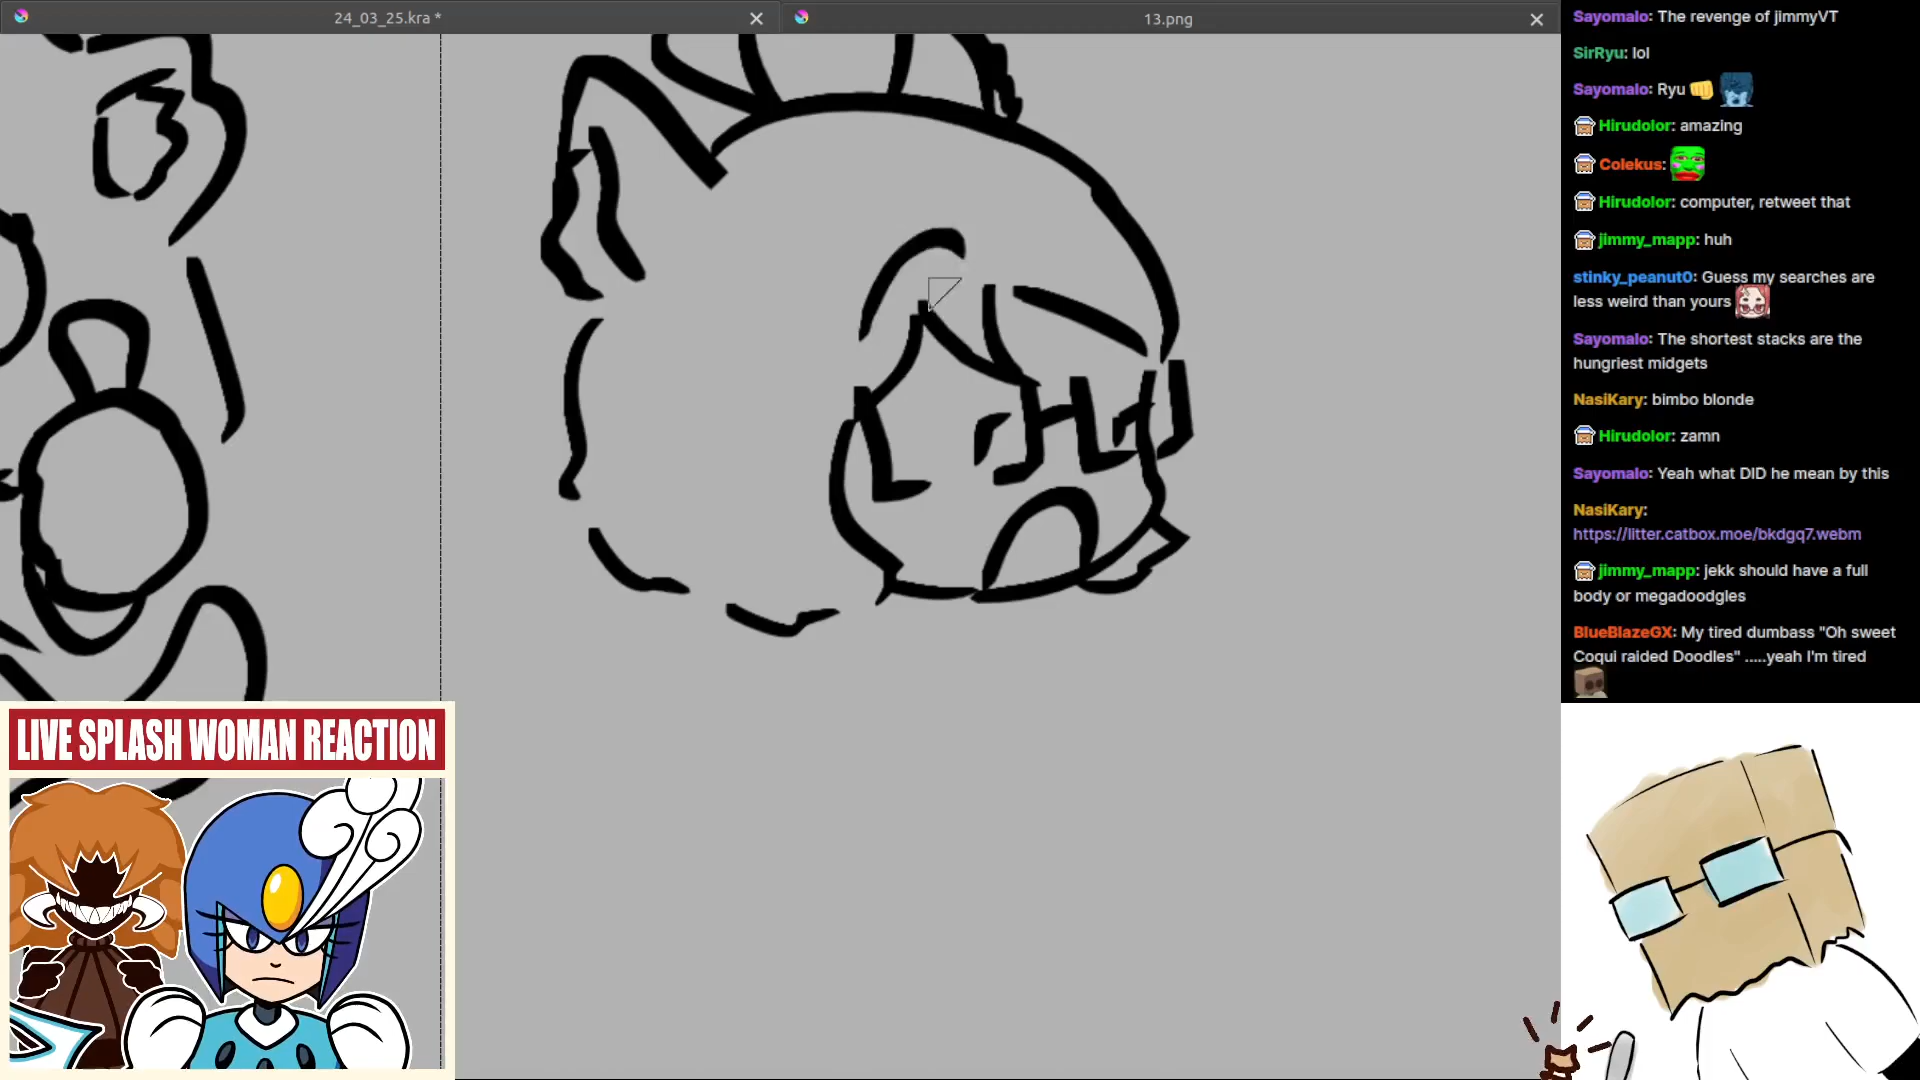 24_03_25.kra *
13.png
Sayomalo: The revenge of jimmyVT
SirRyu: lol
Sayomalo: Ryu
Hirudolor: amazing
Colekus:
Hirudolor: computer, retweet that
jimmy_mapp: huh
stinky_peanut0: Guess my searches are
less weird than yours
Sayomalo: The shortest stacks are the
hungriest midgets
NasiKary: bimbo blonde
Hirudolor: zamn
Sayomalo: Yeah what DID he mean by this
NasiKary:
https://litter.catbox.moe/bkdgq7.webm
jimmy_mapp: jekk should have a full
body or megadoodgles
BlueBlazeGX: My tired dumbass "Oh sweet
Coqui raided Doodles" .....yeah I'm tired
LIVE SPLASH WOMAN REACTION